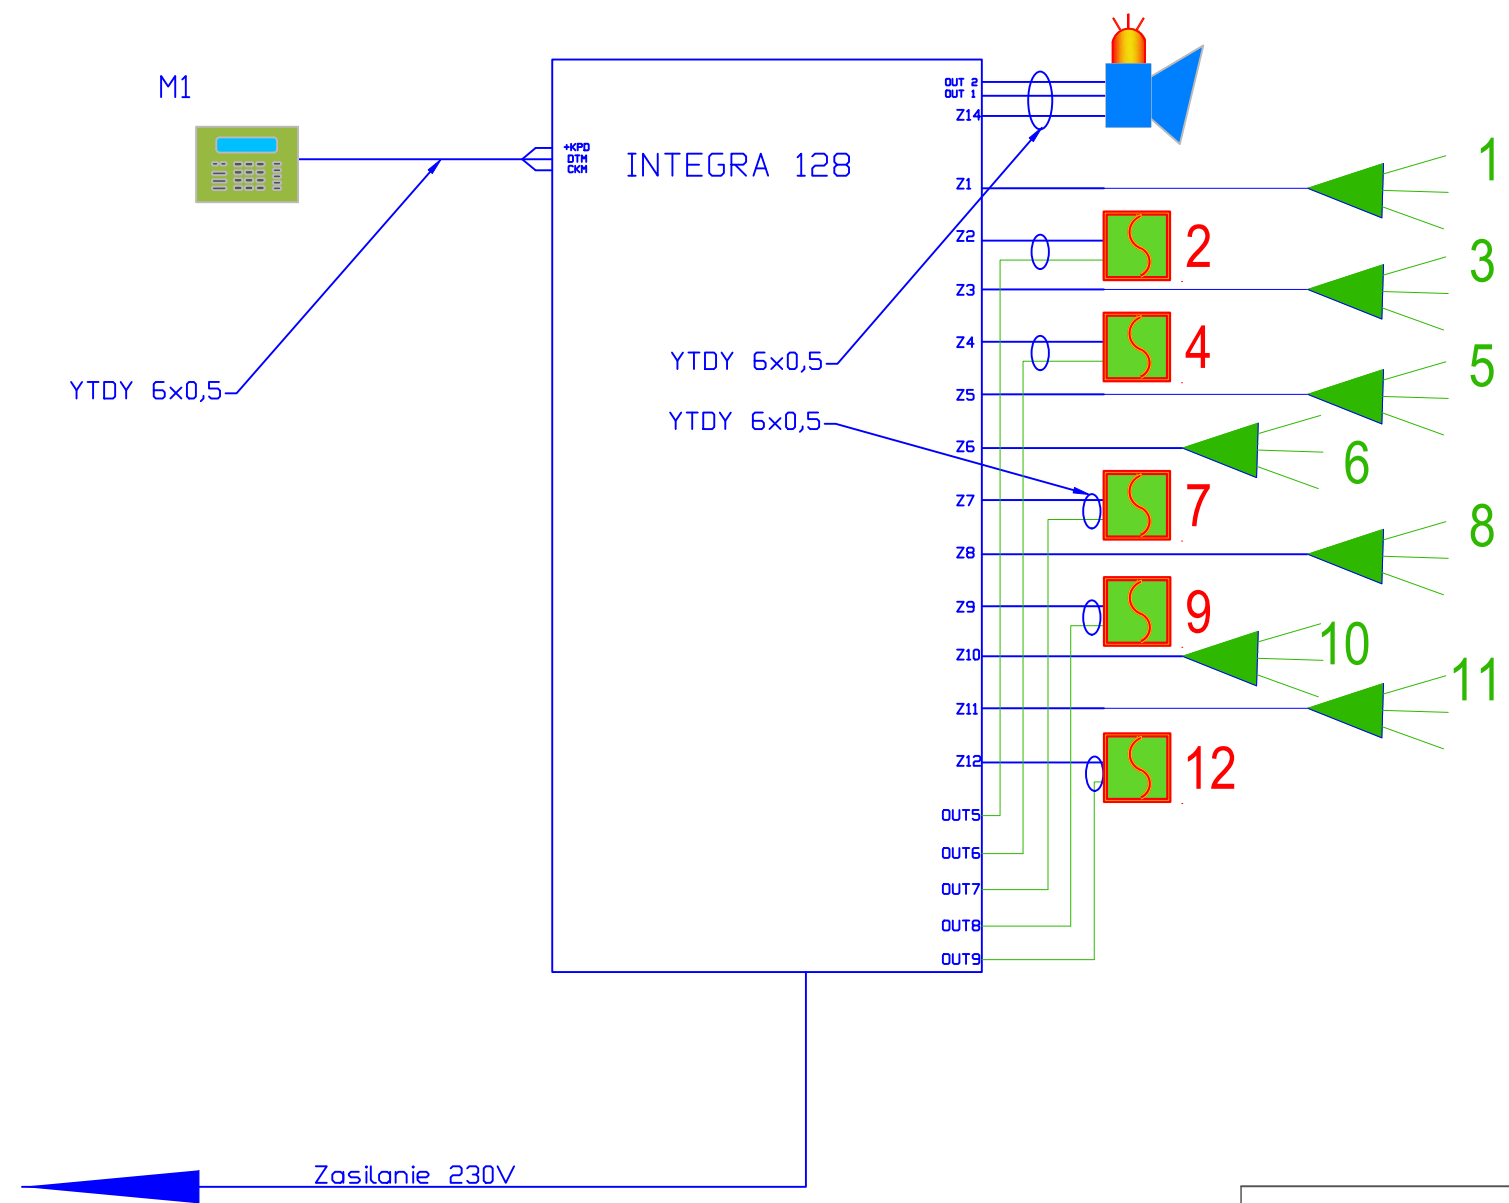 M1
+KPD
DTM
CKM
INTEGRA 128
OUT 2
OUT 1
Z14
Z1
1
Z2
2
Z3
3
Z4
4
YTDY 6x0,5
YTDY 6x0,5
YTDY 6x0,5
Z5
5
Z6
6
Z7
7
Z8
8
Z9
9
Z10
10
Z11
11
Z12
12
OUT5
OUT6
OUT7
OUT8
OUT9
Zasilanie 230V